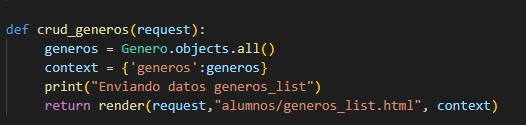 def crud_generos(request):
    generos = Genero.objects.all()
    context = {'generos':generos}
    print("Enviando datos generos_list")
    return render(request,"alumnos/generos_list.html", context)